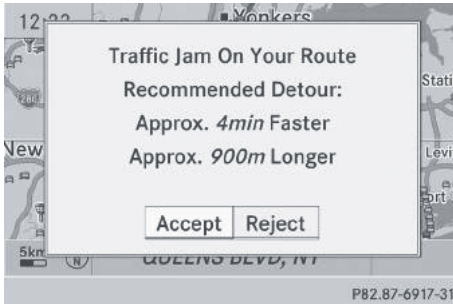 Yonkers
Traffic Jam On Your Route
Recommended Detour:
Approx. 4min Faster
Approx. 900m Longer
Accept Reject
5km
N
QUEENS BLVD, NY
P82.87-6917-31